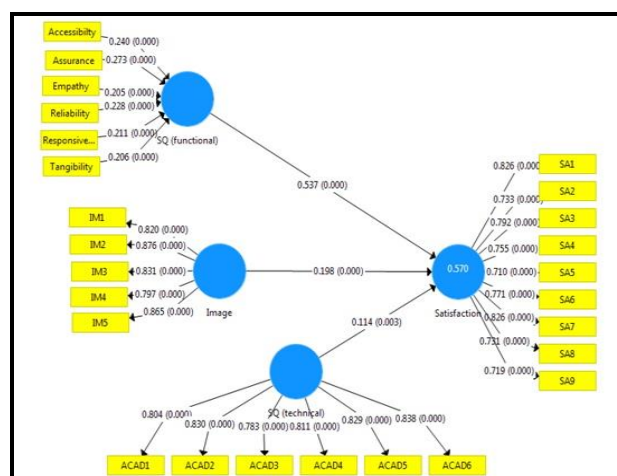 Accessibilty
0.240 (0.000)
Assurance
0.273 (0.000)
Empathy
0.205 (0.000)
Reliability
0.228 (0.000)
Responsive...
0.211 (0.000)
Tangibility
0.206 (0.000)
SQ (functional)
0.537 (0.000)
IM1
0.820 (0.000)
IM2
0.876 (0.000)
IM3
0.831 (0.000)
IM4
0.797 (0.000)
IM5
0.865 (0.000)
Image
0.198 (0.000)
0.570
Satisfaction
0.114 (0.003)
0.826 (0.000)
SA1
0.733 (0.000)
SA2
0.792 (0.000)
SA3
0.755 (0.000)
SA4
0.710 (0.000)
SA5
0.771 (0.000)
SA6
0.826 (0.000)
SA7
0.731 (0.000)
SA8
0.719 (0.000)
SA9
SQ (technical)
0.804 (0.000)
0.830 (0.000)
0.783 (0.000)
0.811 (0.000)
0.829 (0.000)
0.838 (0.000)
ACAD1
ACAD2
ACAD3
ACAD4
ACAD5
ACAD6